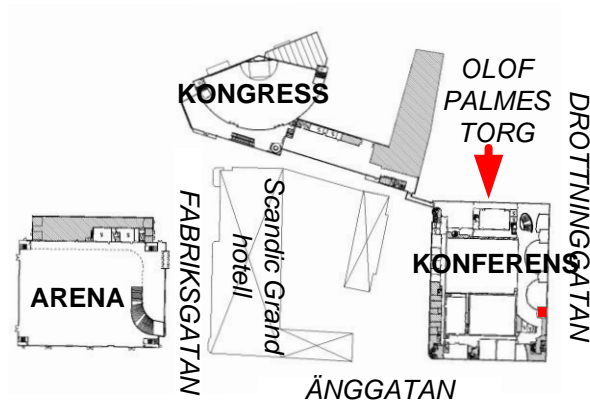 KONGRESS
OLOF
PALMES
TORG
DROTTNINGGATAN
FABRIKSGATAN
Scandic Grand
hotell
KONFERENS
ARENA
ÄNGGATAN